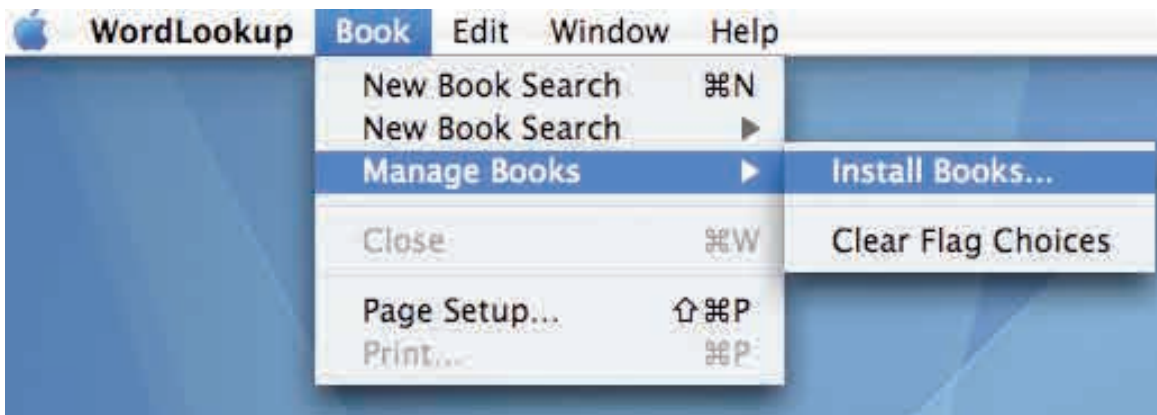 WordLookup Book Edit Window Help
New Book Search ⌘N
New Book Search ▶
Manage Books ▶ Install Books...
Close ⌘W Clear Flag Choices
Page Setup... ⇧⌘P
Print... ⌘P